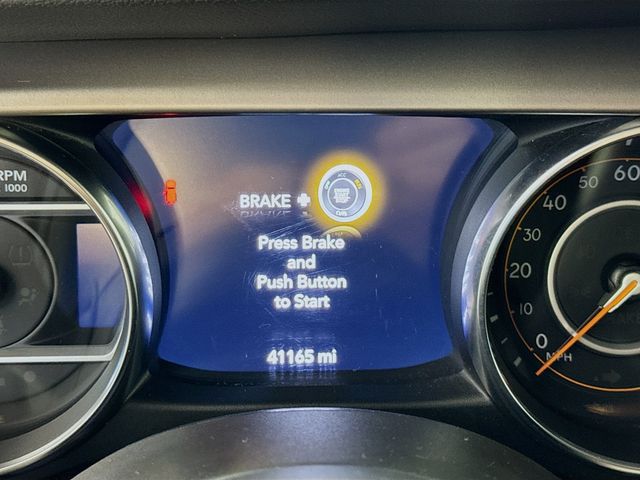 RPM
X 1000
BRAKE +
Press Brake
and
Push Button
to Start
41165 mi
0
10
20
30
40
50
60
MPH